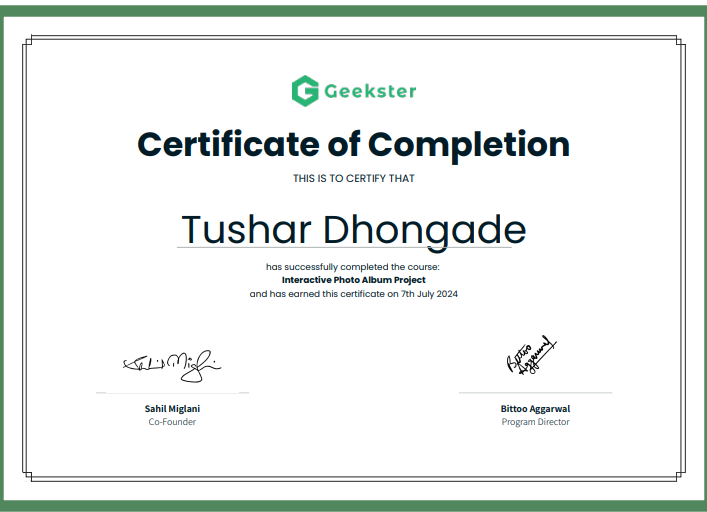 Geekster
Certificate of Completion
THIS IS TO CERTIFY THAT
Tushar Dhongade
has successfully completed the course:
Interactive Photo Album Project
and has earned this certificate on 7th July 2024
Bittoo
Aggarwal
Sahil Miglani
Bittoo Aggarwal
Co-Founder
Program Director